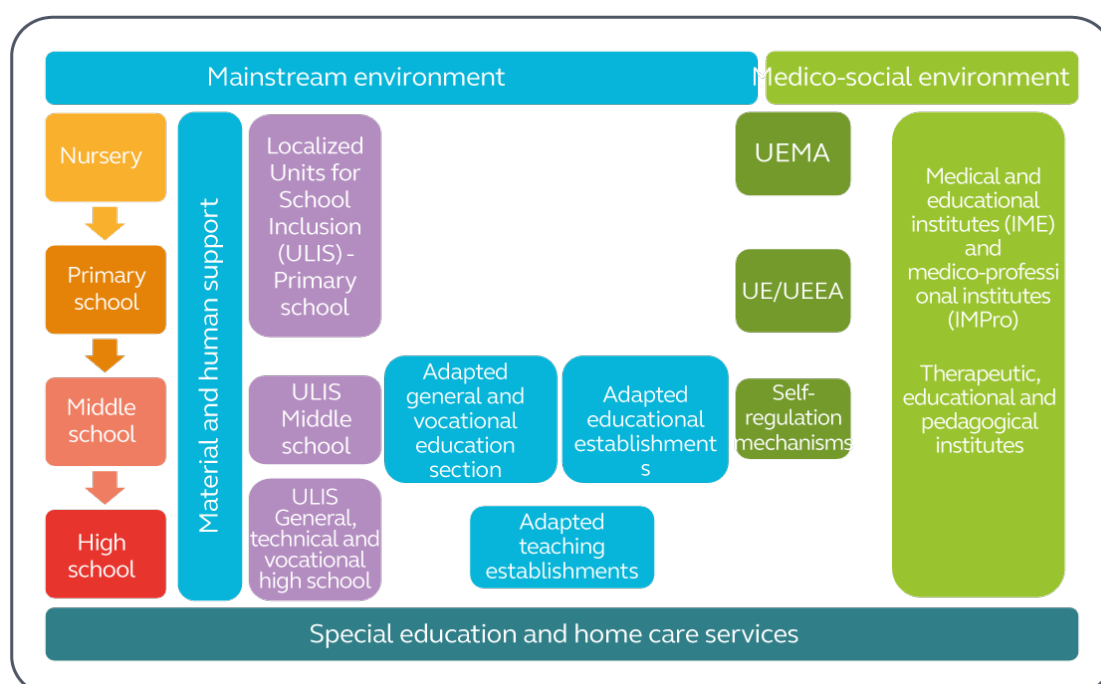 Mainstream environment
Medico-social environment
Nursery
Primary
school
Middle
school
High
school
Material and human support
Localized
Units for
School
Inclusion
(ULIS) -
Primary
school
ULIS
Middle
school
ULIS
General,
technical and
vocational
high school
Adapted
general and
vocational
education
section
Adapted
educational
establishment
s
Adapted
teaching
establishments
UEMA
UE/UEEA
Self-
regulation
mechanisms
Medical and
educational
institutes (IME)
and
medico-professi
onal institutes
(IMPro)
Therapeutic,
educational and
pedagogical
institutes
Special education and home care services